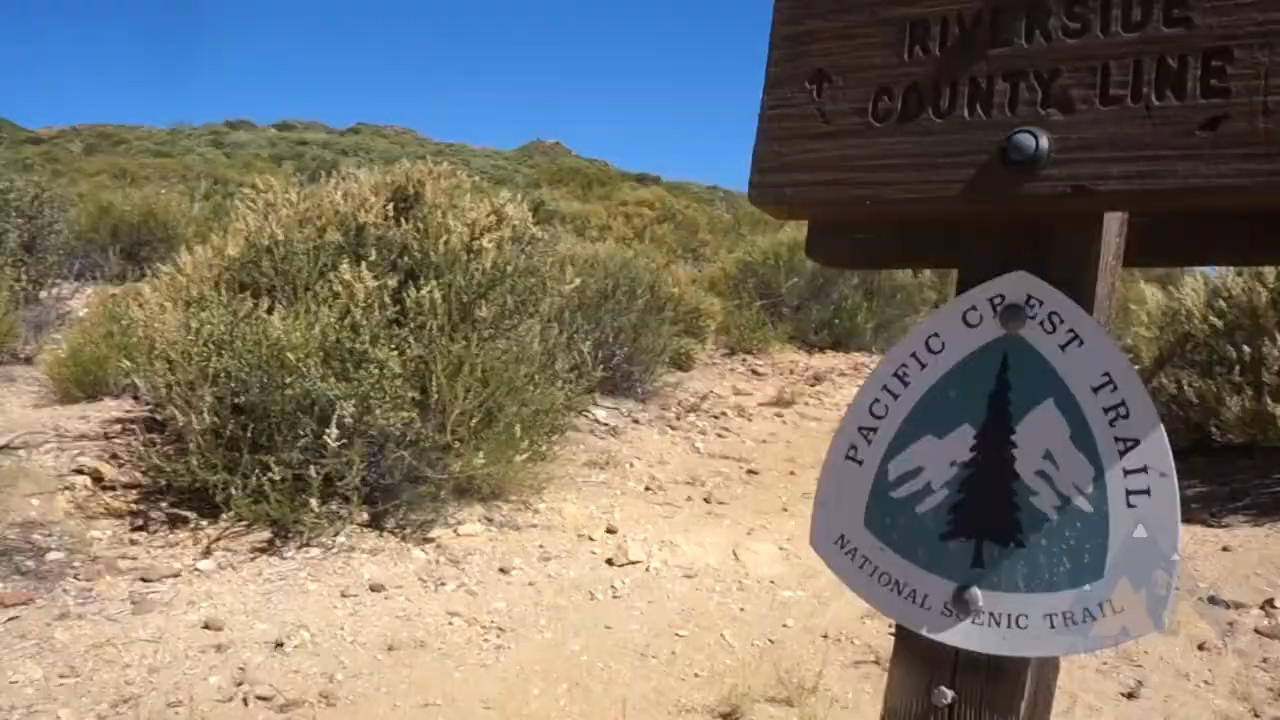 RIVERSIDE
COUNTY LINE
PACIFIC CREST TRAIL
NATIONAL SCENIC TRAIL